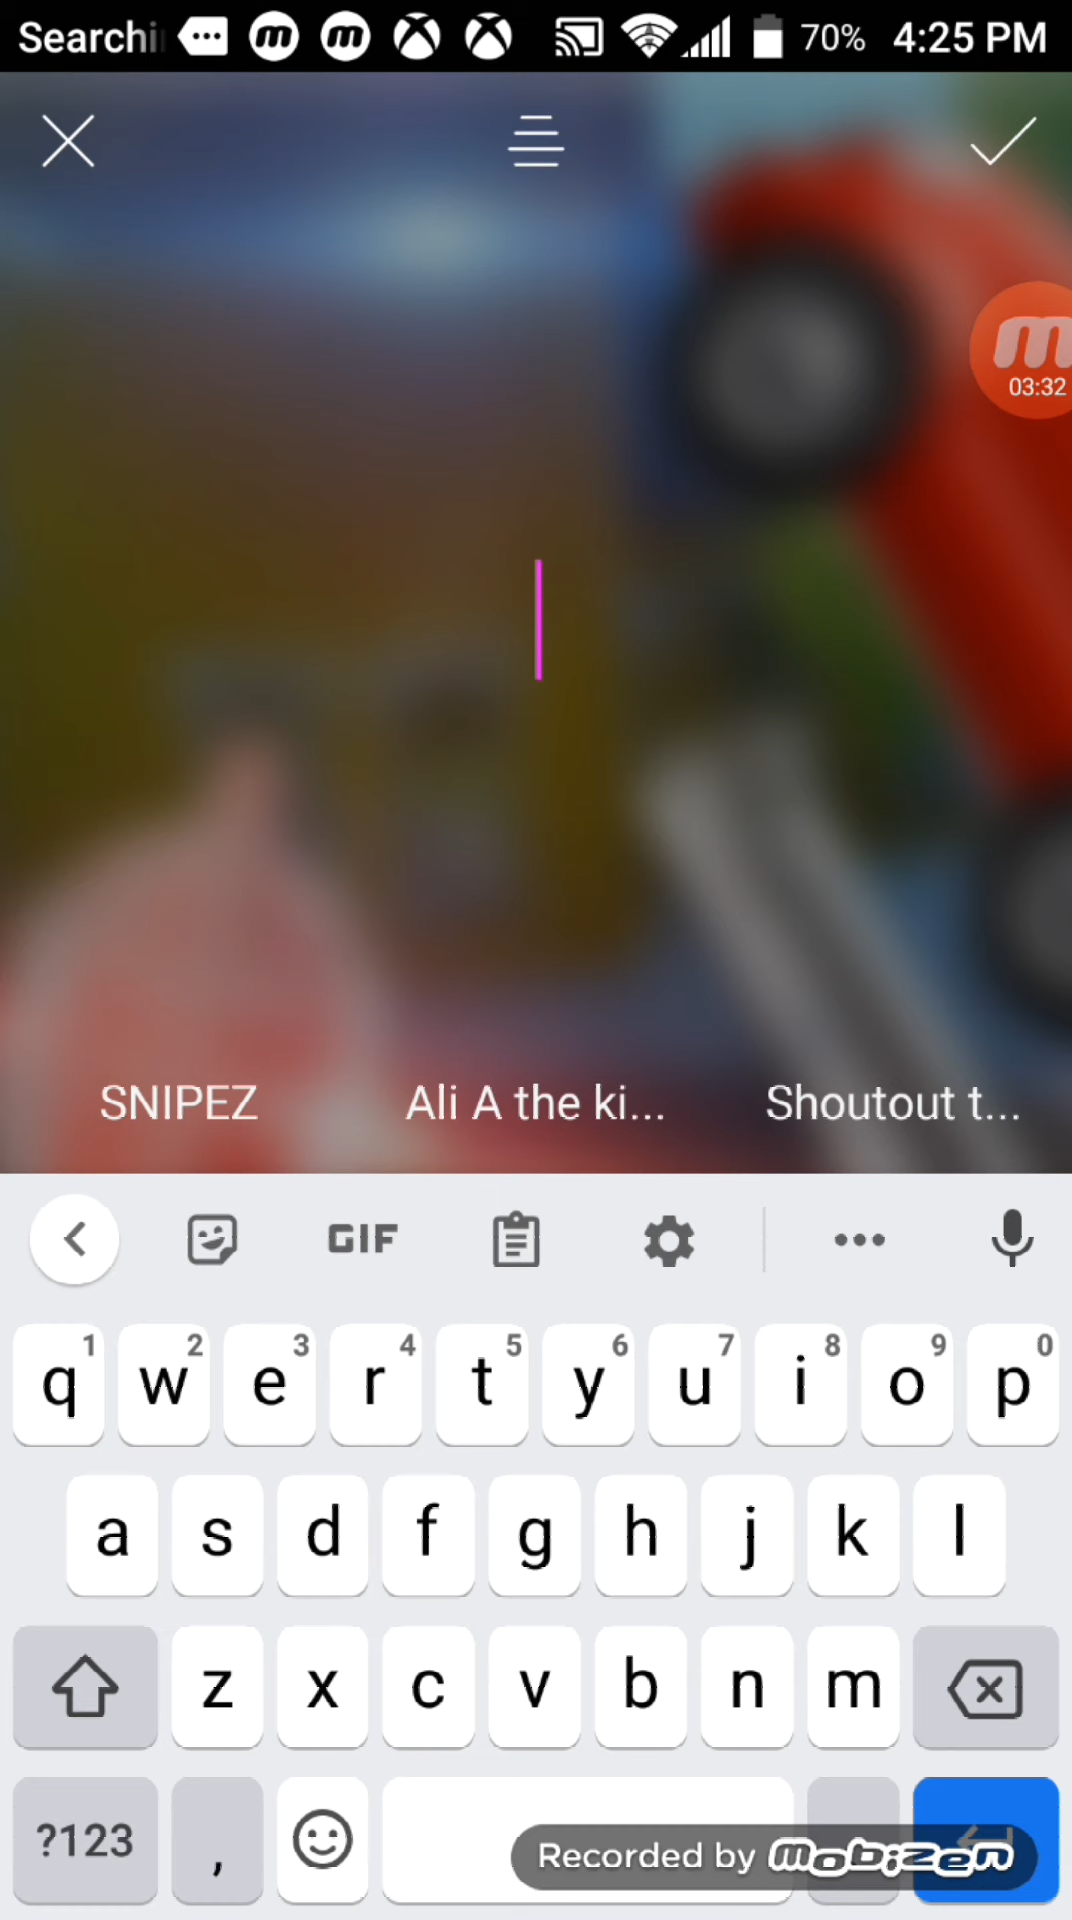 Searchi 70% 4:25 PM
03:32
SNIPEZ Ali A the ki... Shoutout t...
GIF
1 2 3 4 5 6 7 8 9 0
q w e r t y u i o p
a s d f g h j k l
z x c v b n m
?123 ,
Recorded by mobizen